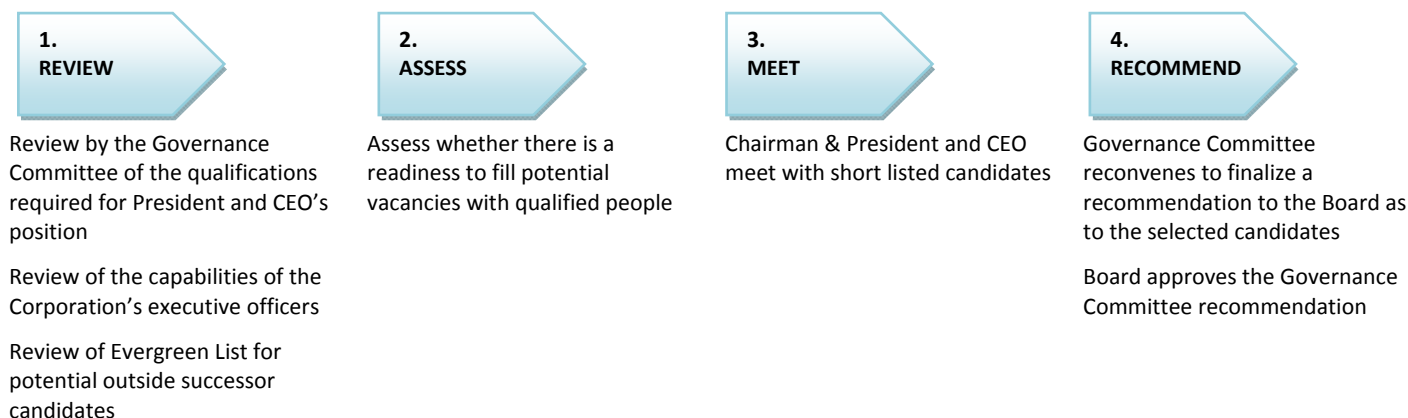 1.
REVIEW
Review by the Governance
Committee of the qualifications
required for President and CEO’s
position
Review of the capabilities of the
Corporation’s executive officers
Review of Evergreen List for
potential outside successor
candidates
2.
ASSESS
Assess whether there is a
readiness to fill potential
vacancies with qualified people
3.
MEET
Chairman & President and CEO
meet with short listed candidates
4.
RECOMMEND
Governance Committee
reconvenes to finalize a
recommendation to the Board as
to the selected candidates
Board approves the Governance
Committee recommendation